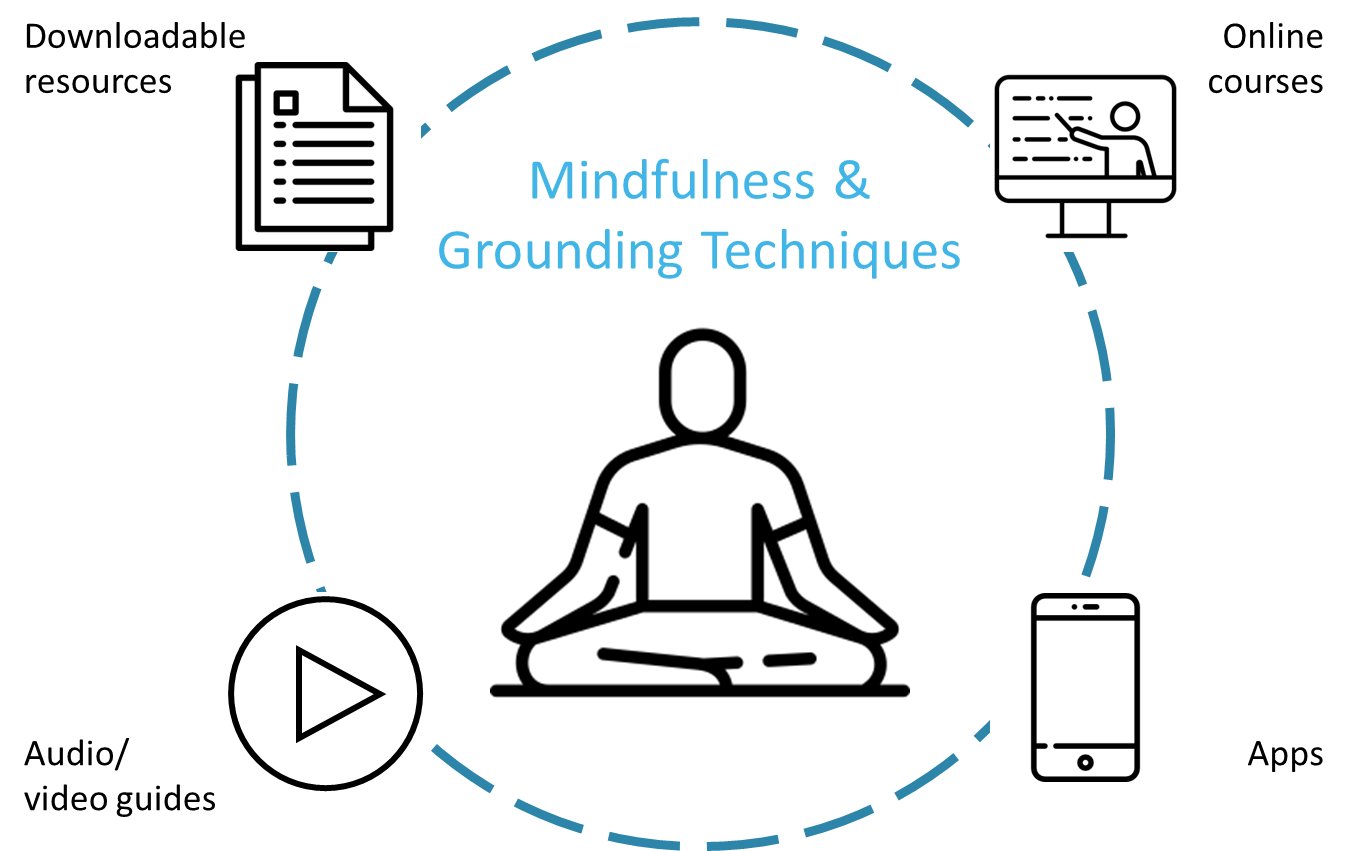 Downloadable
resources
Online
courses
Mindfulness &
Grounding Techniques
Audio/
video guides
Apps